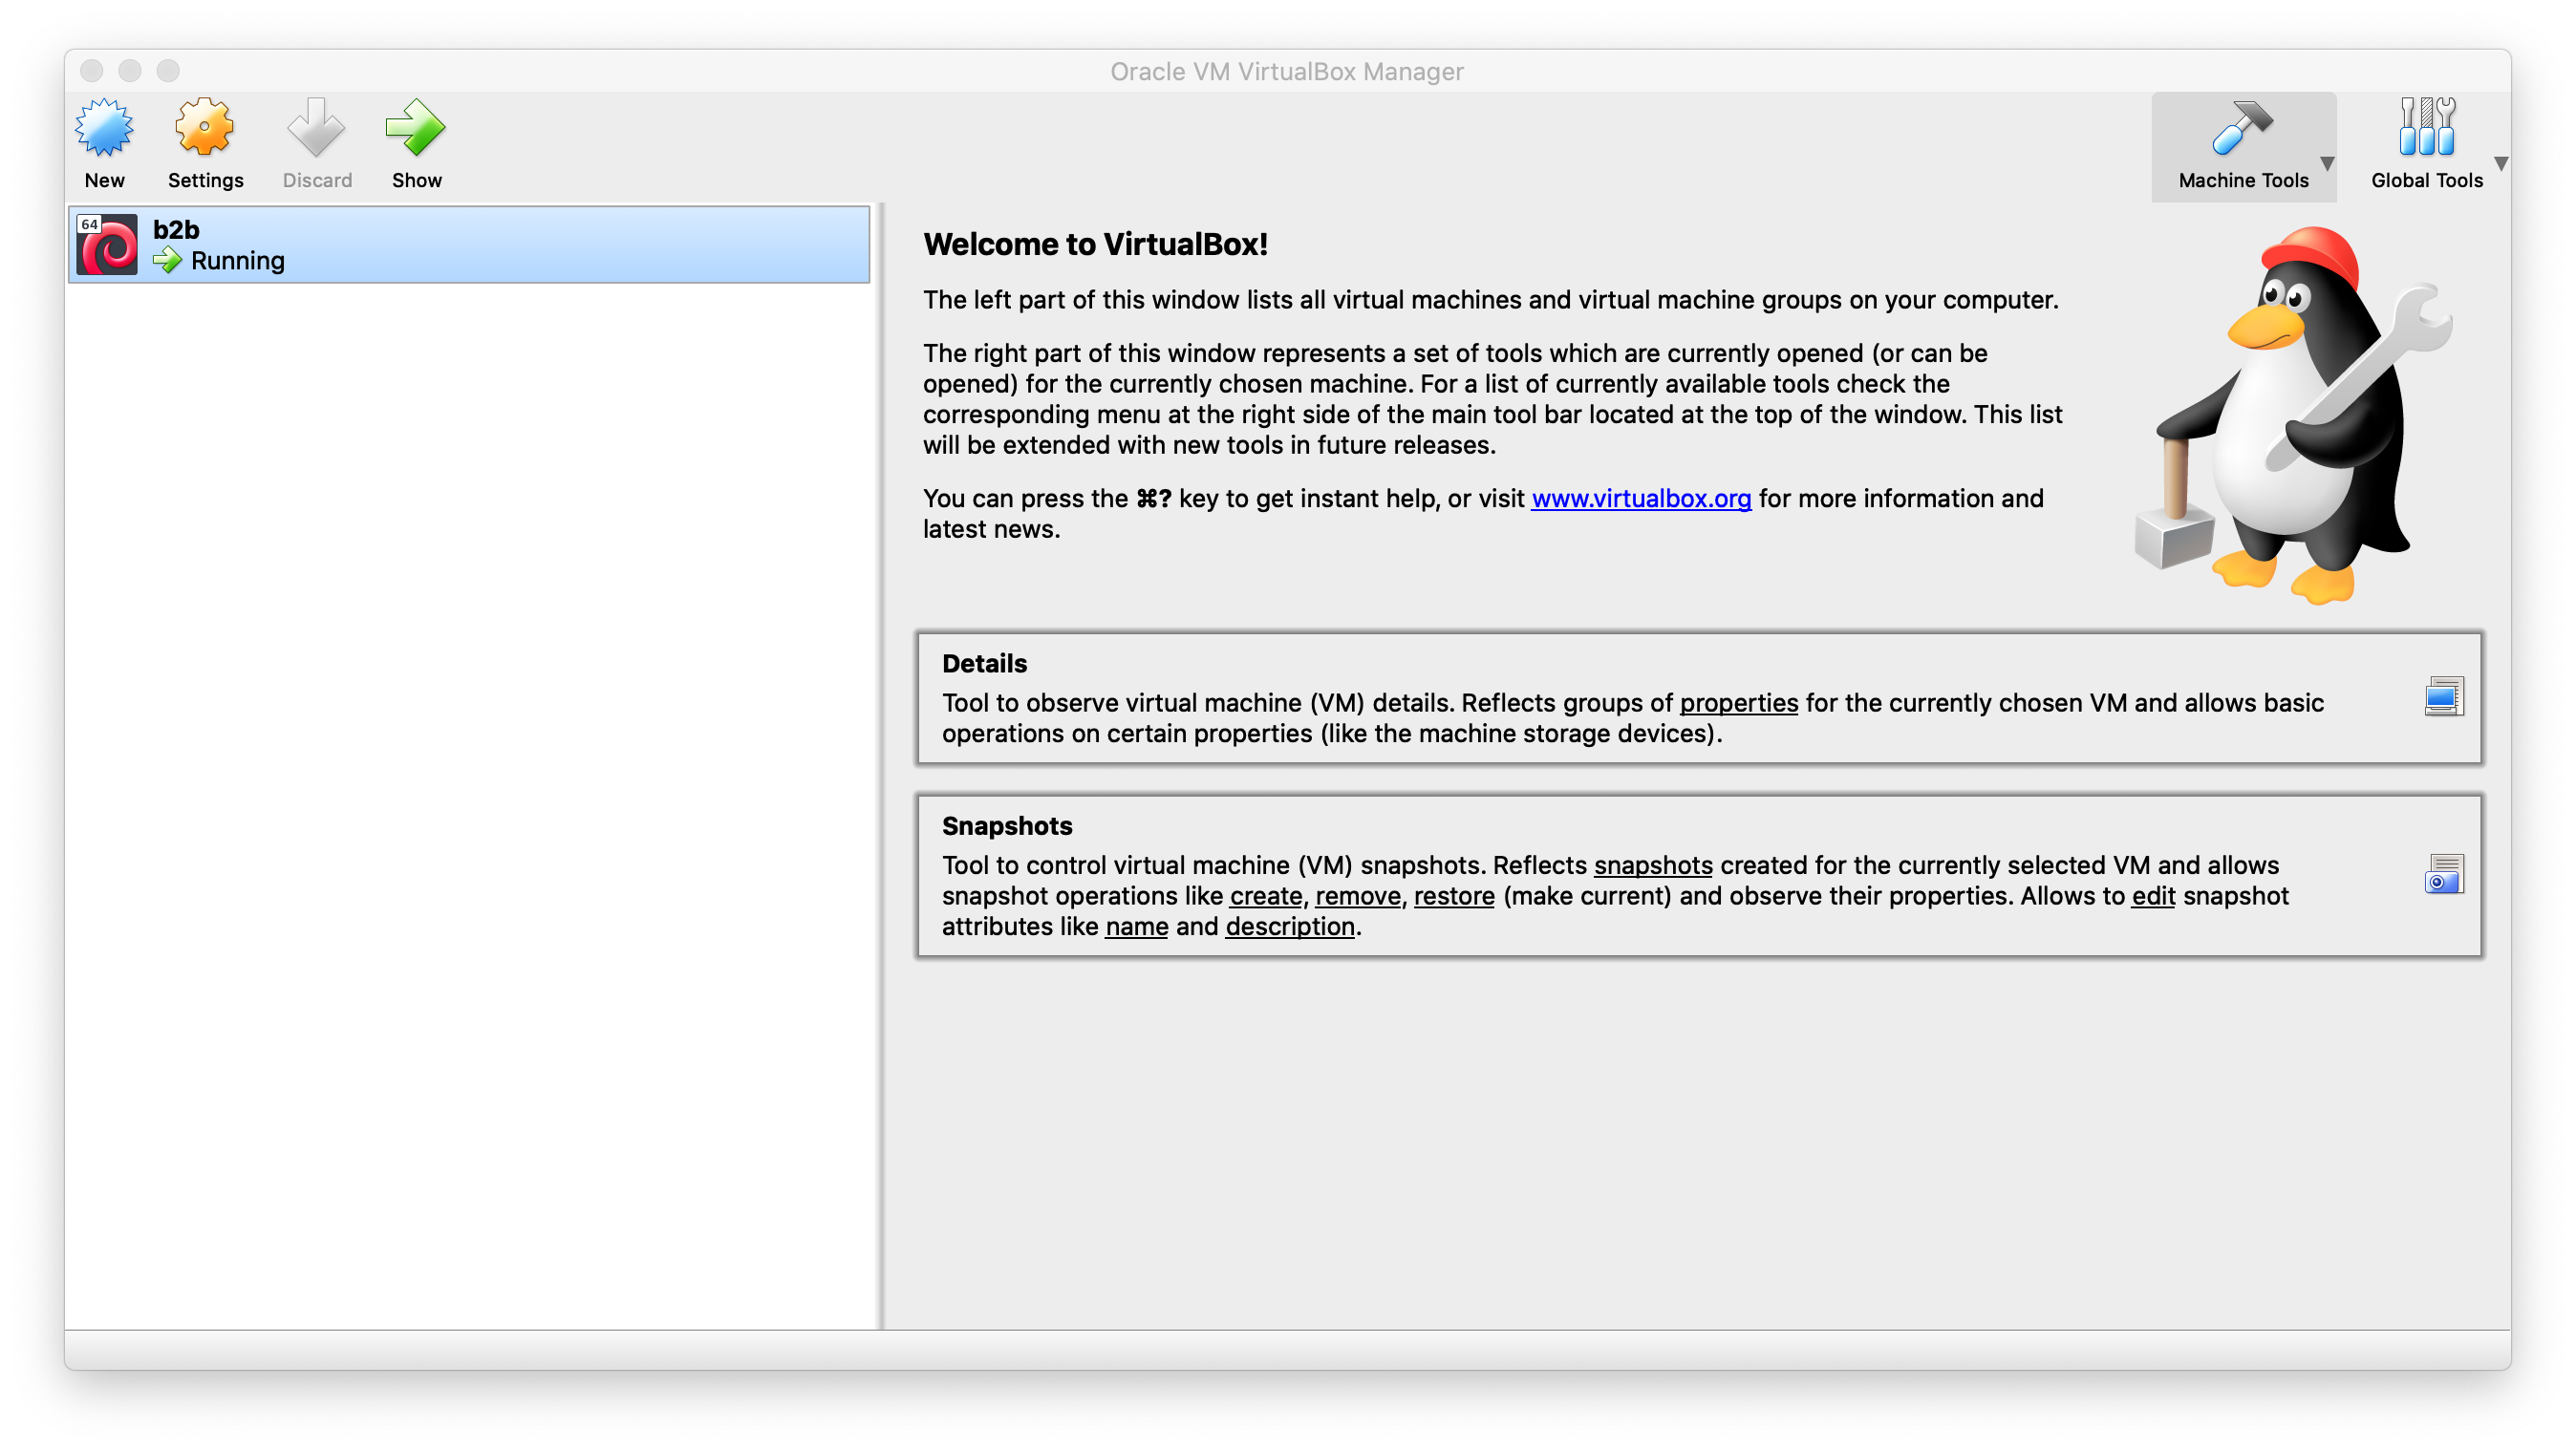 Oracle VM VirtualBox Manager
New
Settings
Discard
Show
Machine Tools
Global Tools
64
b2b
Running
Welcome to VirtualBox!
The left part of this window lists all virtual machines and virtual machine groups on your computer.
The right part of this window represents a set of tools which are currently opened (or can be
opened) for the currently chosen machine. For a list of currently available tools check the
corresponding menu at the right side of the main tool bar located at the top of the window. This list
will be extended with new tools in future releases.
You can press the ⌘? key to get instant help, or visit www.virtualbox.org for more information and
latest news.
Details
Tool to observe virtual machine (VM) details. Reflects groups of properties for the currently chosen VM and allows basic
operations on certain properties (like the machine storage devices).
Snapshots
Tool to control virtual machine (VM) snapshots. Reflects snapshots created for the currently selected VM and allows
snapshot operations like create, remove, restore (make current) and observe their properties. Allows to edit snapshot
attributes like name and description.